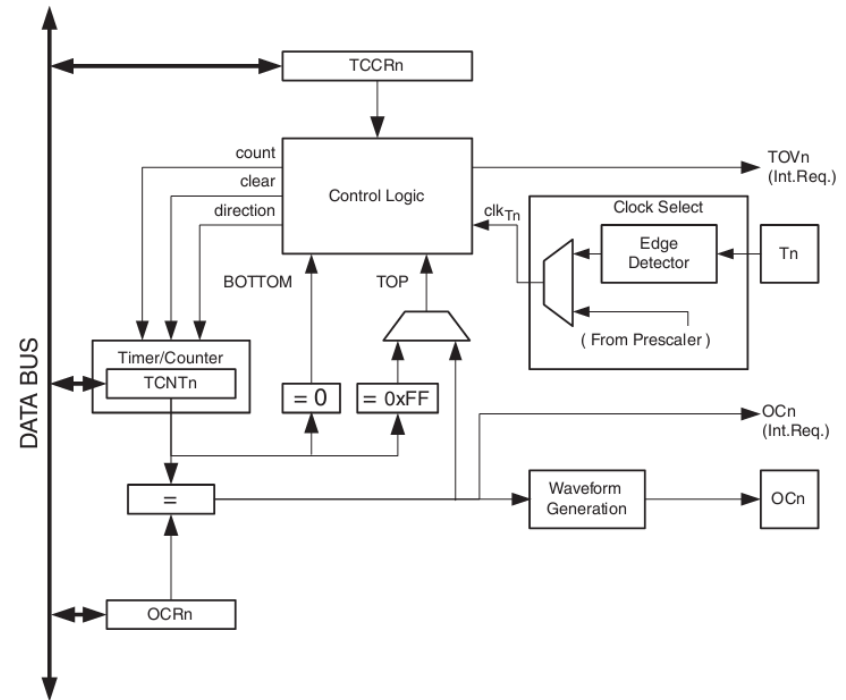 TCCRn
count
clear
direction
Control Logic
TOVn
(Int.Req.)
clkTn
Clock Select
Edge
Detector
Tn
( From Prescaler )
BOTTOM
TOP
DATA BUS
Timer/Counter
TCNTn
= 0
= 0xFF
OCn
(Int.Req.)
=
Waveform
Generation
OCn
OCRn